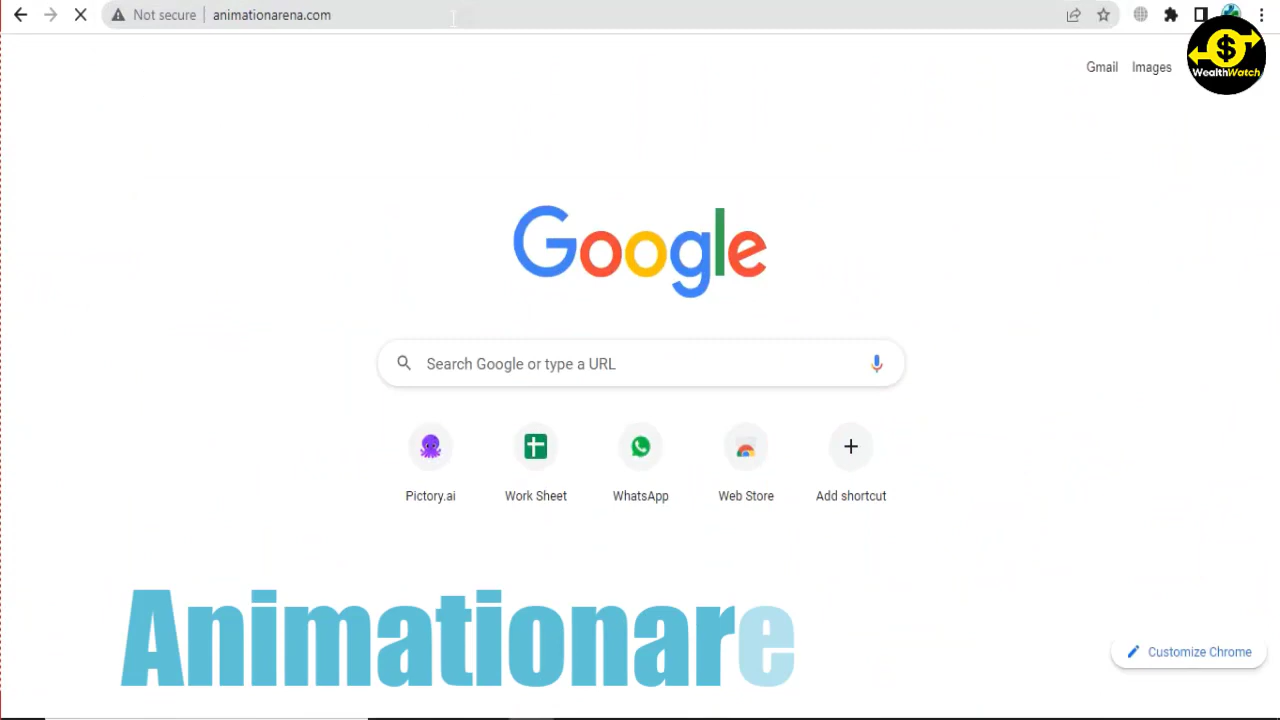 Not secure animationarena.com
Gmail Images
$
WealthWatch
Google
Search Google or type a URL
Pictory.ai Work Sheet WhatsApp Web Store Add shortcut
Animationare
Customize Chrome